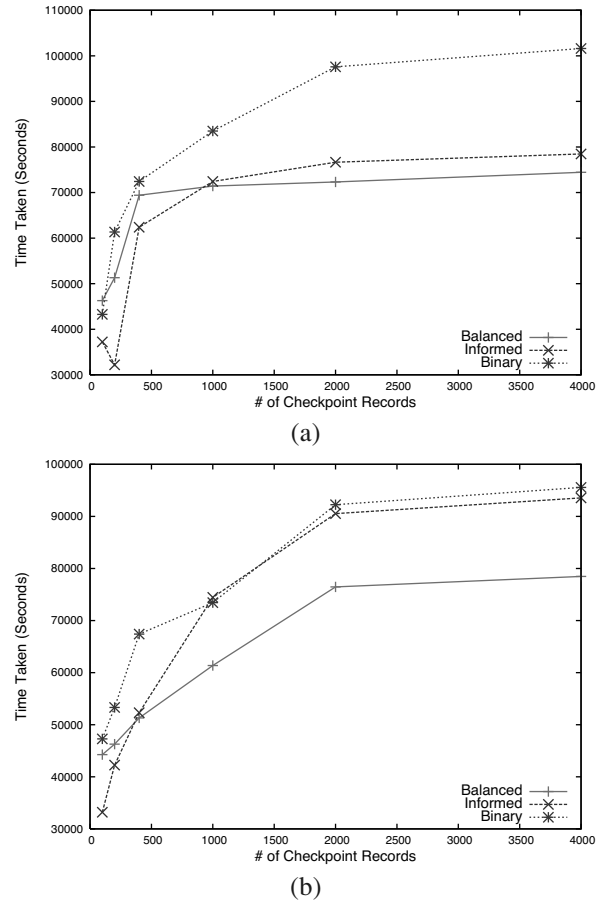 110000
100000
90000
80000
70000
60000
50000
40000
30000
Time Taken (Seconds)
0 500 1000 1500 2000 2500 3000 3500 4000
# of Checkpoint Records
Balanced
Informed
Binary
(a)
100000
90000
80000
70000
60000
50000
40000
30000
Time Taken (Seconds)
0 500 1000 1500 2000 2500 3000 3500 4000
# of Checkpoint Records
Balanced
Informed
Binary
(b)